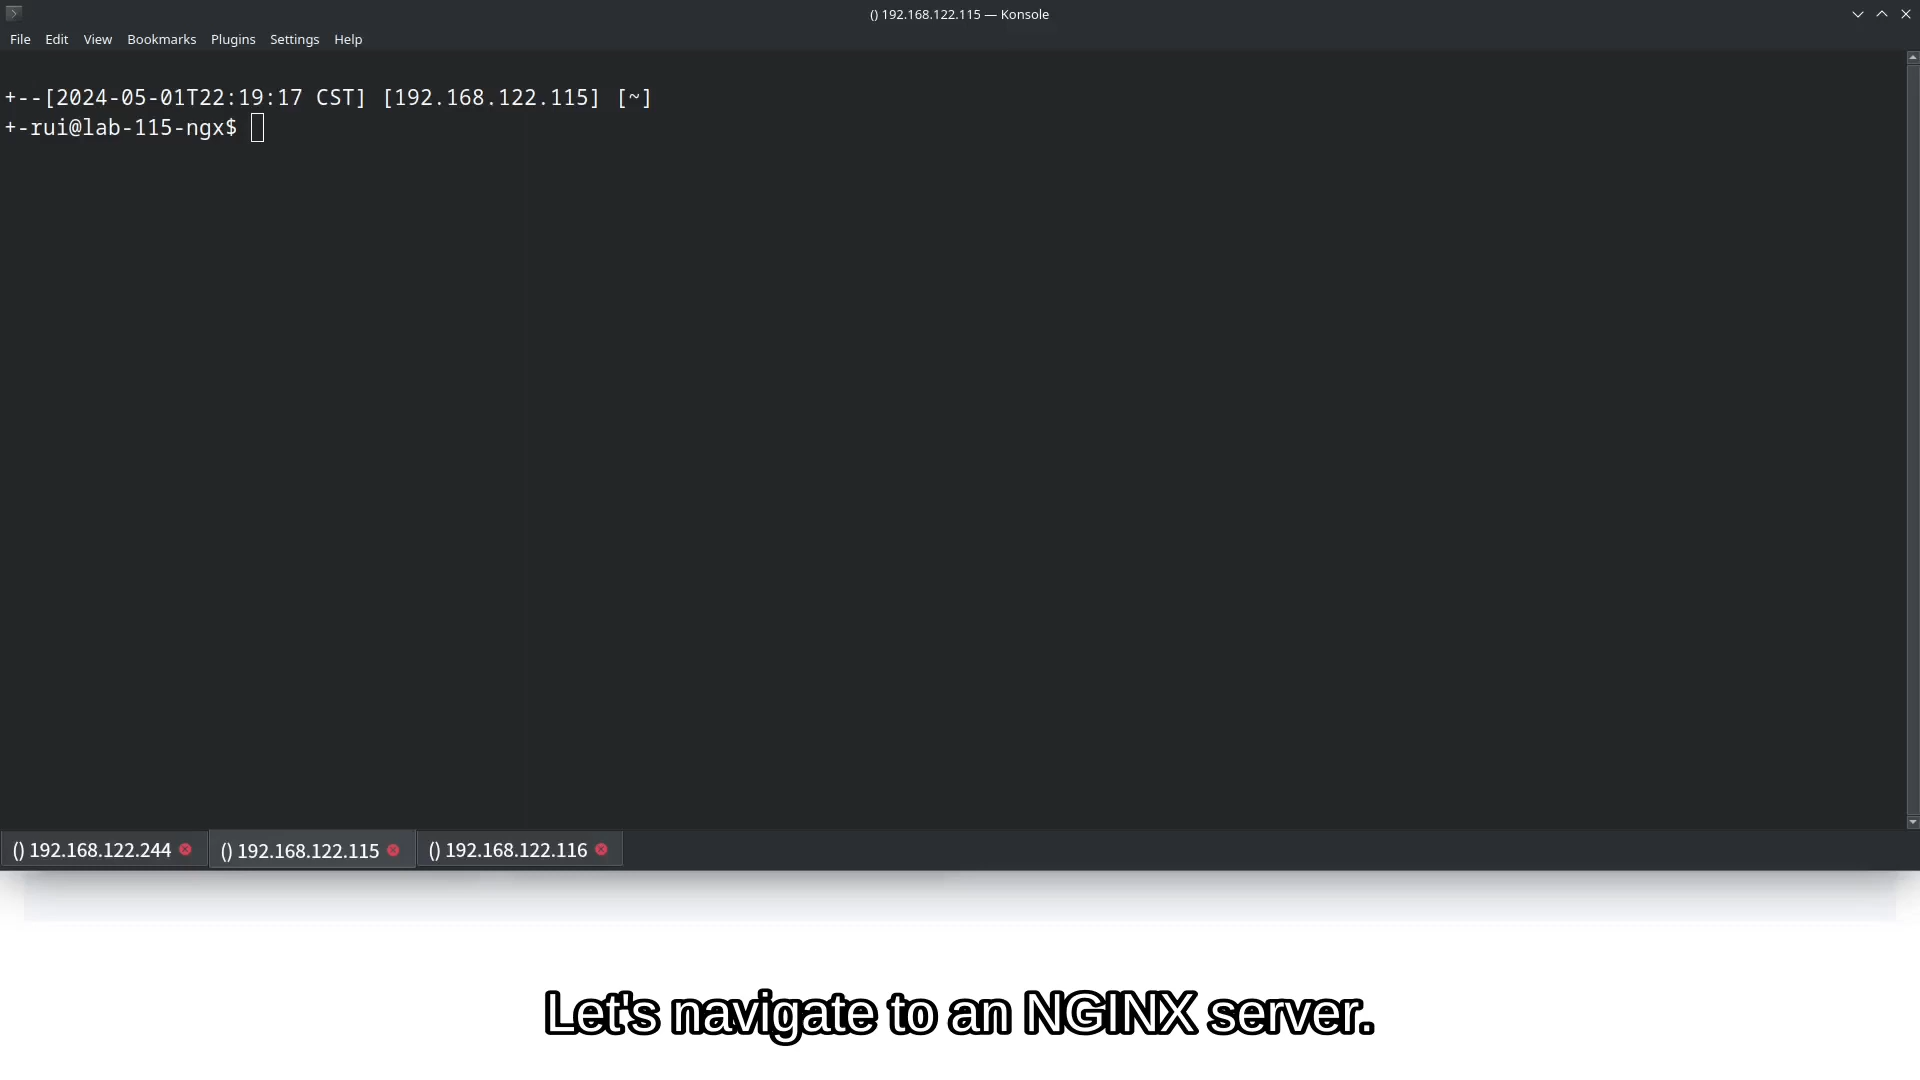 () 192.168.122.115 — Konsole
File Edit View Bookmarks Plugins Settings Help
+--[2024-05-01T22:19:17 CST] [192.168.122.115] [~]
+-rui@lab-115-ngx$
() 192.168.122.244 () 192.168.122.115 () 192.168.122.116
Let's navigate to an NGINX server.